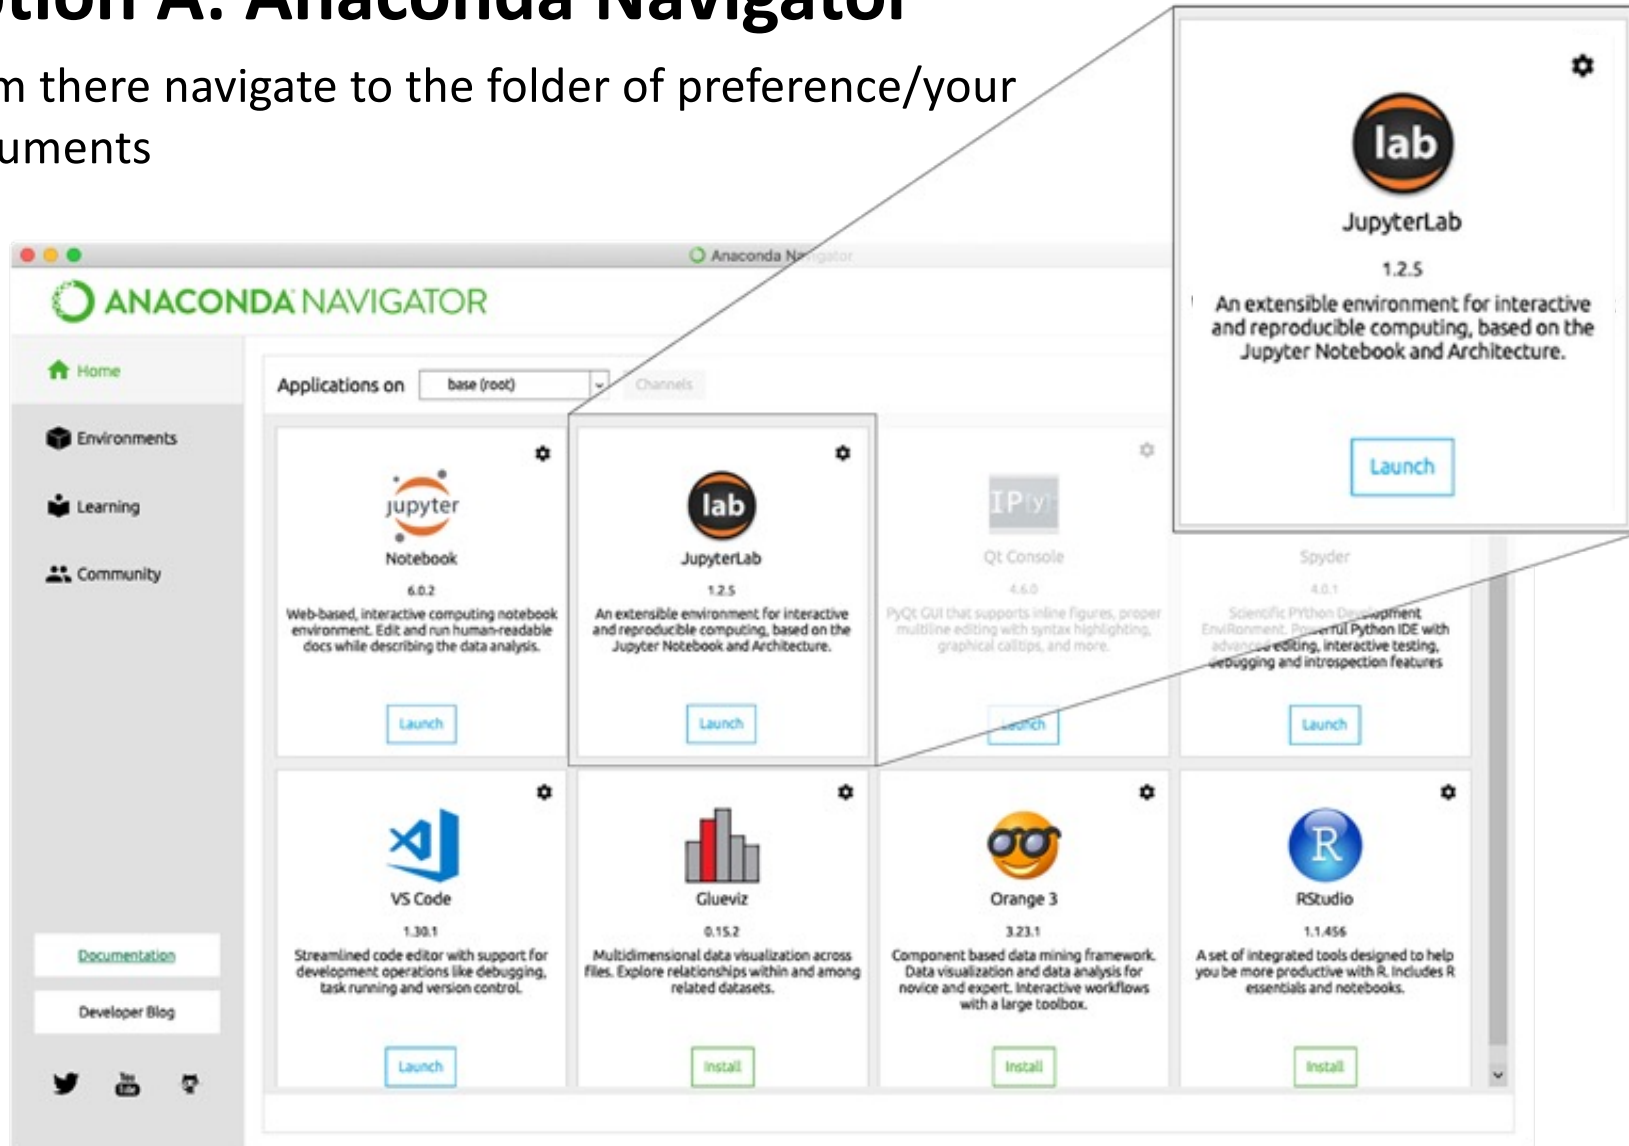 tion A: Anaconda Navigator
m there navigate to the folder of preference/your
uments
lab
JupyterLab
1.2.5
An extensible environment for interactive
and reproducible computing, based on the
Jupyter Notebook and Architecture.
Launch
Anaconda Navigator
ANACONDA NAVIGATOR
Home
Environments
Learning
Community
Documentation
Developer Blog
You
Tube
Applications on base (root) Channels
jupyter
Notebook
6.0.2
Web-based, interactive computing notebook
environment. Edit and run human-readable
docs while describing the data analysis.
Launch
lab
JupyterLab
1.2.5
An extensible environment for interactive
and reproducible computing, based on the
Jupyter Notebook and Architecture.
Launch
IP[y]:
Qt Console
4.6.0
PyQt GUI that supports inline figures, proper
multiline editing with syntax highlighting,
graphical calltips, and more.
Launch
Spyder
4.0.1
Scientific PYthon Development
EnviRonment. Powerful Python IDE with
advanced editing, interactive testing,
debugging and introspection features
Launch
VS Code
1.30.1
Streamlined code editor with support for
development operations like debugging,
task running and version control.
Launch
Glueviz
0.15.2
Multidimensional data visualization across
files. Explore relationships within and among
related datasets.
Install
Orange 3
3.23.1
Component based data mining framework.
Data visualization and data analysis for
novice and expert. Interactive workflows
with a large toolbox.
Install
R
RStudio
1.1.456
A set of integrated tools designed to help
you be more productive with R. Includes R
essentials and notebooks.
Install